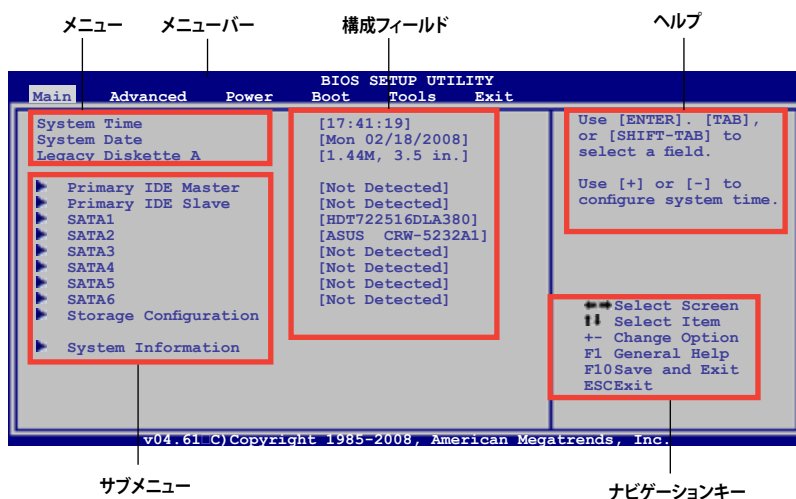 メニュー メニューバー 構成フィールド ヘルプ
BIOS SETUP UTILITY
Main Advanced Power Boot Tools Exit
System Time [17:41:19]
System Date [Mon 02/18/2008]
Legacy Diskette A [1.44M, 3.5 in.]
Primary IDE Master [Not Detected]
Primary IDE Slave [Not Detected]
SATA1 [HDT722516DLA380]
SATA2 [ASUS CRW-5232A1]
SATA3 [Not Detected]
SATA4 [Not Detected]
SATA5 [Not Detected]
SATA6 [Not Detected]
Storage Configuration
System Information
Use [ENTER]. [TAB],
or [SHIFT-TAB] to
select a field.
Use [+] or [-] to
configure system time.
Select Screen
Select Item
+- Change Option
F1 General Help
F10Save and Exit
ESCExit
v04.61□C)Copyright 1985-2008, American Megatrends, Inc.
サブメニュー ナビゲーションキー